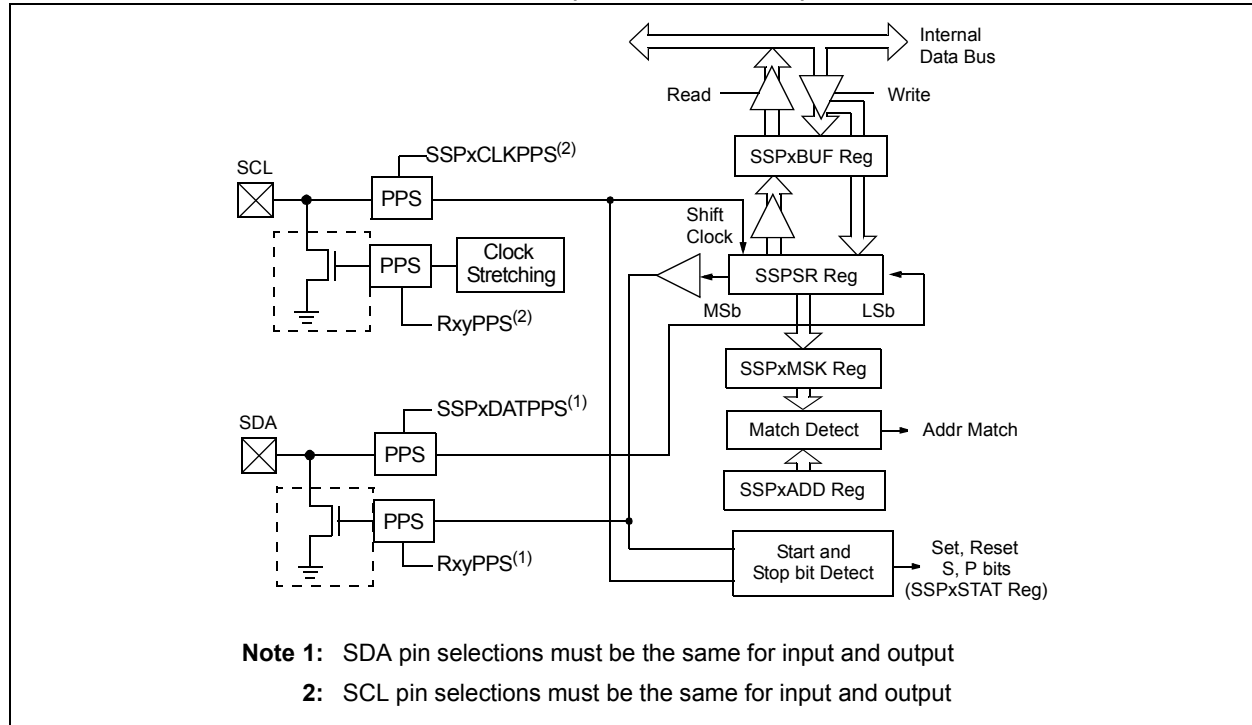 Internal
Data Bus
Read
Write
SSPxBUF Reg
SSPxCLKPPS(2)
SCL
PPS
Shift
Clock
PPS
Clock
Stretching
SSPSR Reg
MSb
LSb
RxyPPS(2)
SSPxMSK Reg
SSPxDATPPS(1)
SDA
PPS
Match Detect
Addr Match
SSPxADD Reg
PPS
RxyPPS(1)
Start and
Stop bit Detect
Set, Reset
S, P bits
(SSPxSTAT Reg)
Note 1: SDA pin selections must be the same for input and output
2: SCL pin selections must be the same for input and output